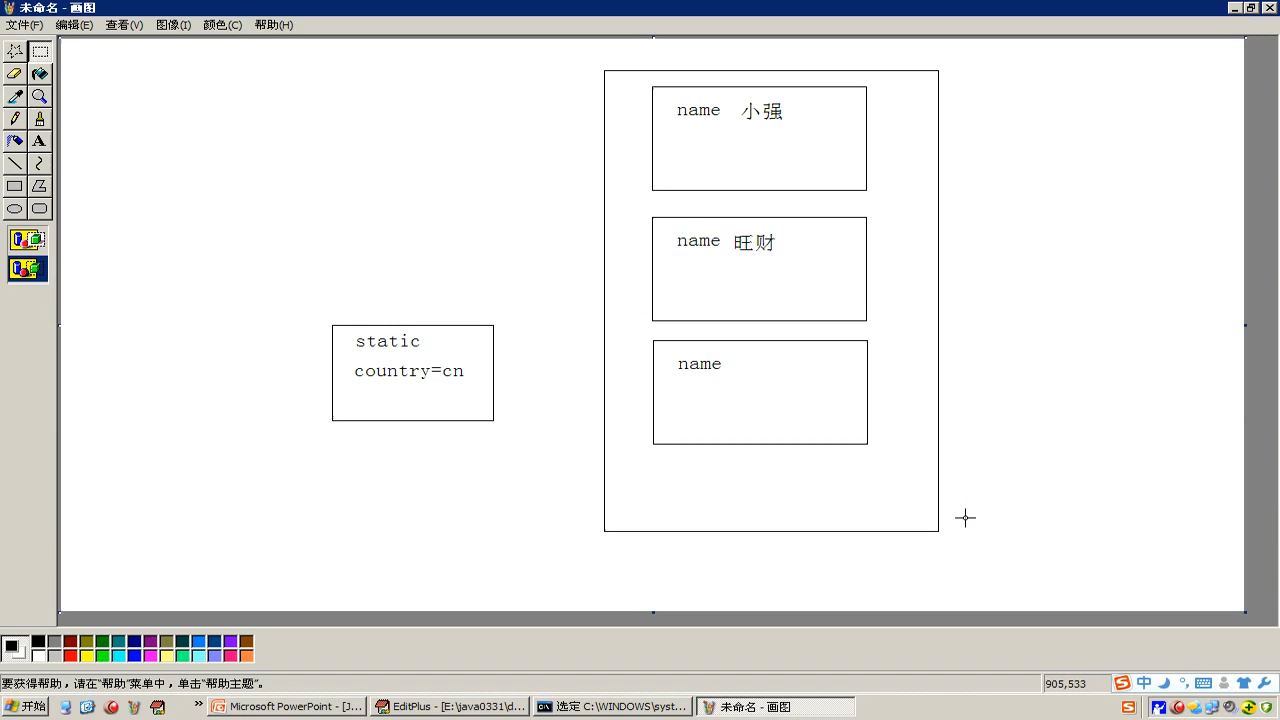 未命名 - 画图
文件(F) 编辑(E) 查看(V) 图像(I) 颜色(C) 帮助(H)
name 小强
name 旺财
static
country=cn
name
要获得帮助，请在“帮助”菜单中，单击“帮助主题”。
905,533
中
开始
Microsoft PowerPoint - [J...
EditPlus - [E:\java0331\d...
选定 C:\WINDOWS\syst...
未命名 - 画图